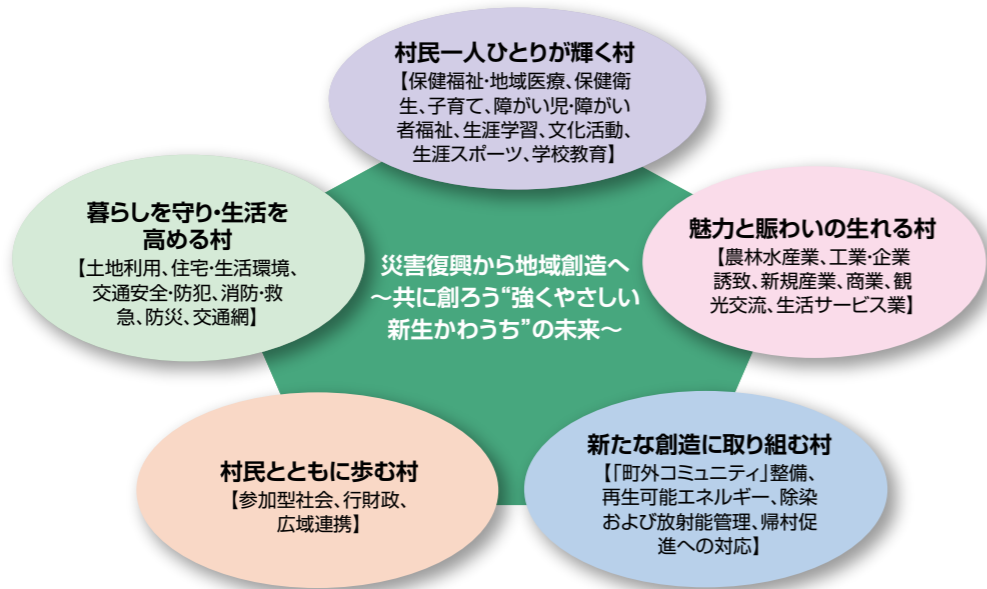 村民一人ひとりが輝く村
【保健福祉・地域医療、保健衛
生、子育て、障がい児・障がい
者福祉、生涯学習、文化活動、
生涯スポーツ、学校教育】
暮らしを守り・生活を
高める村
【土地利用、住宅・生活環境、
交通安全・防犯、消防・救
急、防災、交通網】
災害復興から地域創造へ
～共に創ろう“強くやさしい
新生かわうち”の未来～
魅力と賑わいの生れる村
【農林水産業、工業・企業
誘致、新規産業、商業、観
光交流、生活サービス業】
村民とともに歩む村
【参加型社会、行財政、
広域連携】
新たな創造に取り組む村
【「町外コミュニティ」整備、
再生可能エネルギー、除染
および放射能管理、帰村促
進への対応】